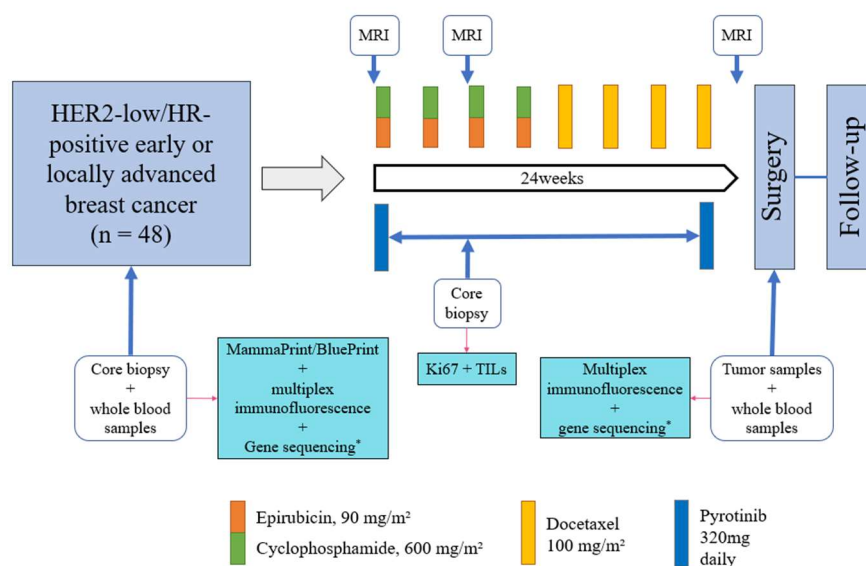 MRI
MRI
MRI
HER2-low/HR-
positive early or
locally advanced
breast cancer
(n = 48)
24weeks
Surgery
Follow-up
Core
biopsy
Core biopsy
+
whole blood
samples
MammaPrint/BluePrint
+
multiplex
immunofluorescence
+
Gene sequencing*
Ki67 + TILs
Multiplex
immunofluorescence
+
gene sequencing*
Tumor samples
+
whole blood
samples
Epirubicin, 90 mg/m²
Cyclophosphamide, 600 mg/m²
Docetaxel
100 mg/m²
Pyrotinib
320mg
daily